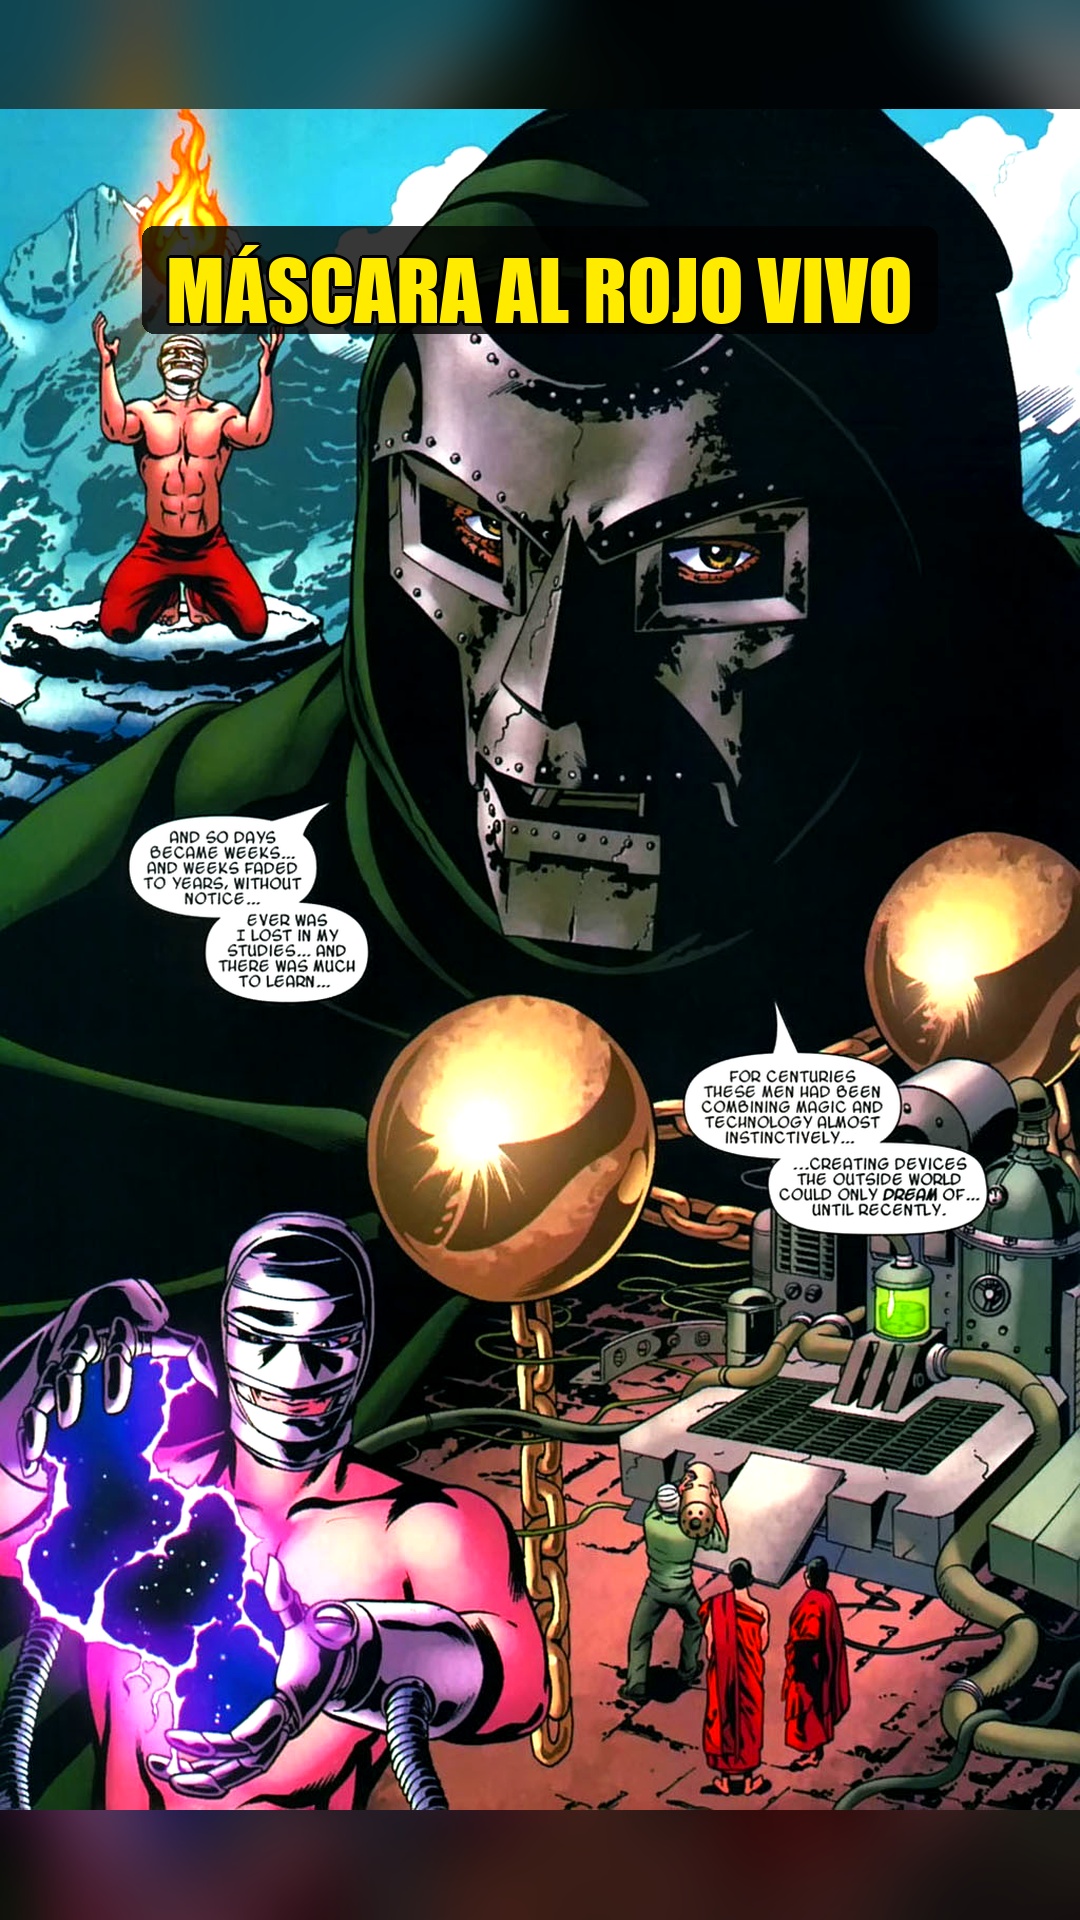 MÁSCARA AL ROJO VIVO
AND SO DAYS
BECAME WEEKS...
AND WEEKS FADED
TO YEARS, WITHOUT
NOTICE...
EVER WAS
I LOST IN MY
STUDIES... AND
THERE WAS MUCH
TO LEARN...
FOR CENTURIES
THESE MEN HAD BEEN
COMBINING MAGIC AND
TECHNOLOGY ALMOST
INSTINCTIVELY...
...CREATING DEVICES
THE OUTSIDE WORLD
COULD ONLY DREAM OF...
UNTIL RECENTLY.